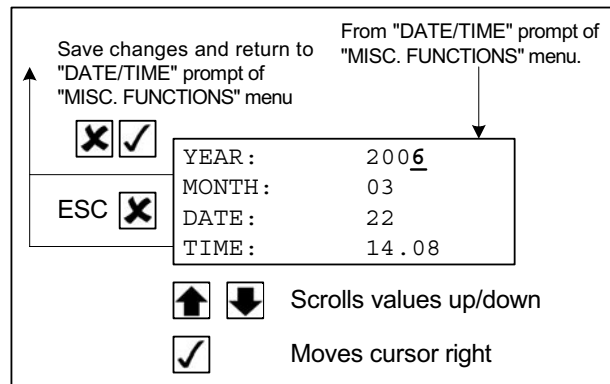 From "DATE/TIME" prompt of
"MISC. FUNCTIONS" menu.
Save changes and return to
"DATE/TIME" prompt of
"MISC. FUNCTIONS" menu
YEAR: 2006
MONTH: 03
ESC
DATE: 22
TIME: 14.08
Scrolls values up/down
Moves cursor right